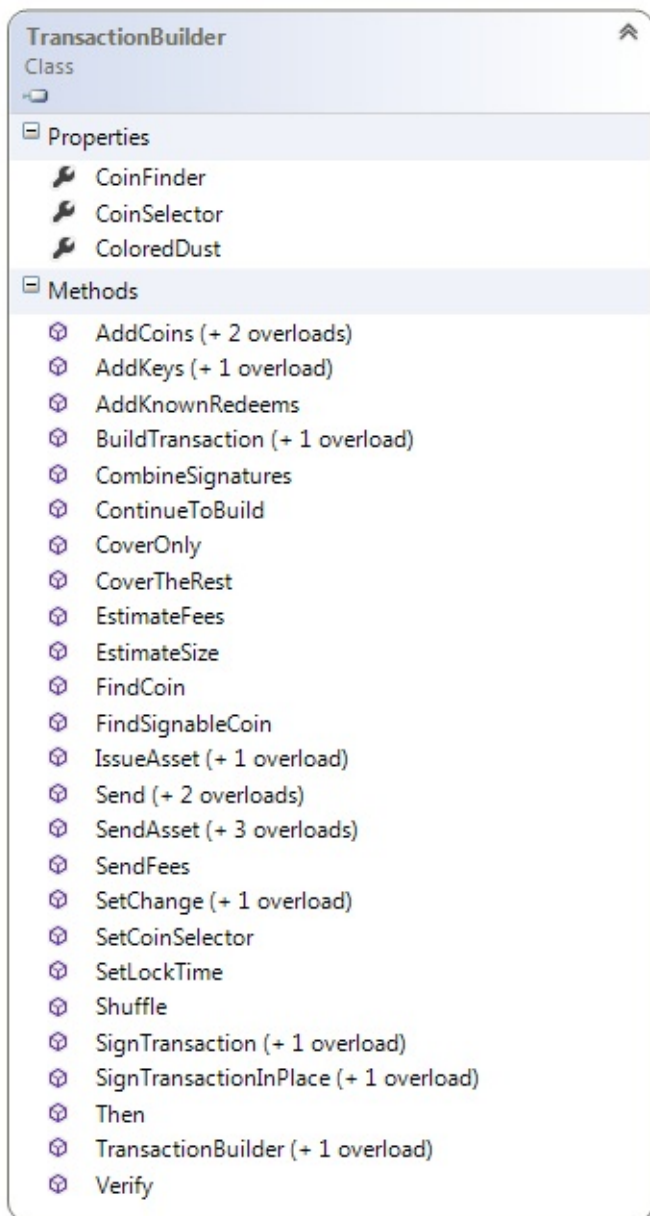 TransactionBuilder
Class
Properties
CoinFinder
CoinSelector
ColoredDust
Methods
AddCoins (+ 2 overloads)
AddKeys (+ 1 overload)
AddKnownRedeems
BuildTransaction (+ 1 overload)
CombineSignatures
ContinueToBuild
CoverOnly
CoverTheRest
EstimateFees
EstimateSize
FindCoin
FindSignableCoin
IssueAsset (+ 1 overload)
Send (+ 2 overloads)
SendAsset (+ 3 overloads)
SendFees
SetChange (+ 1 overload)
SetCoinSelector
SetLockTime
Shuffle
SignTransaction (+ 1 overload)
SignTransactionInPlace (+ 1 overload)
Then
TransactionBuilder (+ 1 overload)
Verify